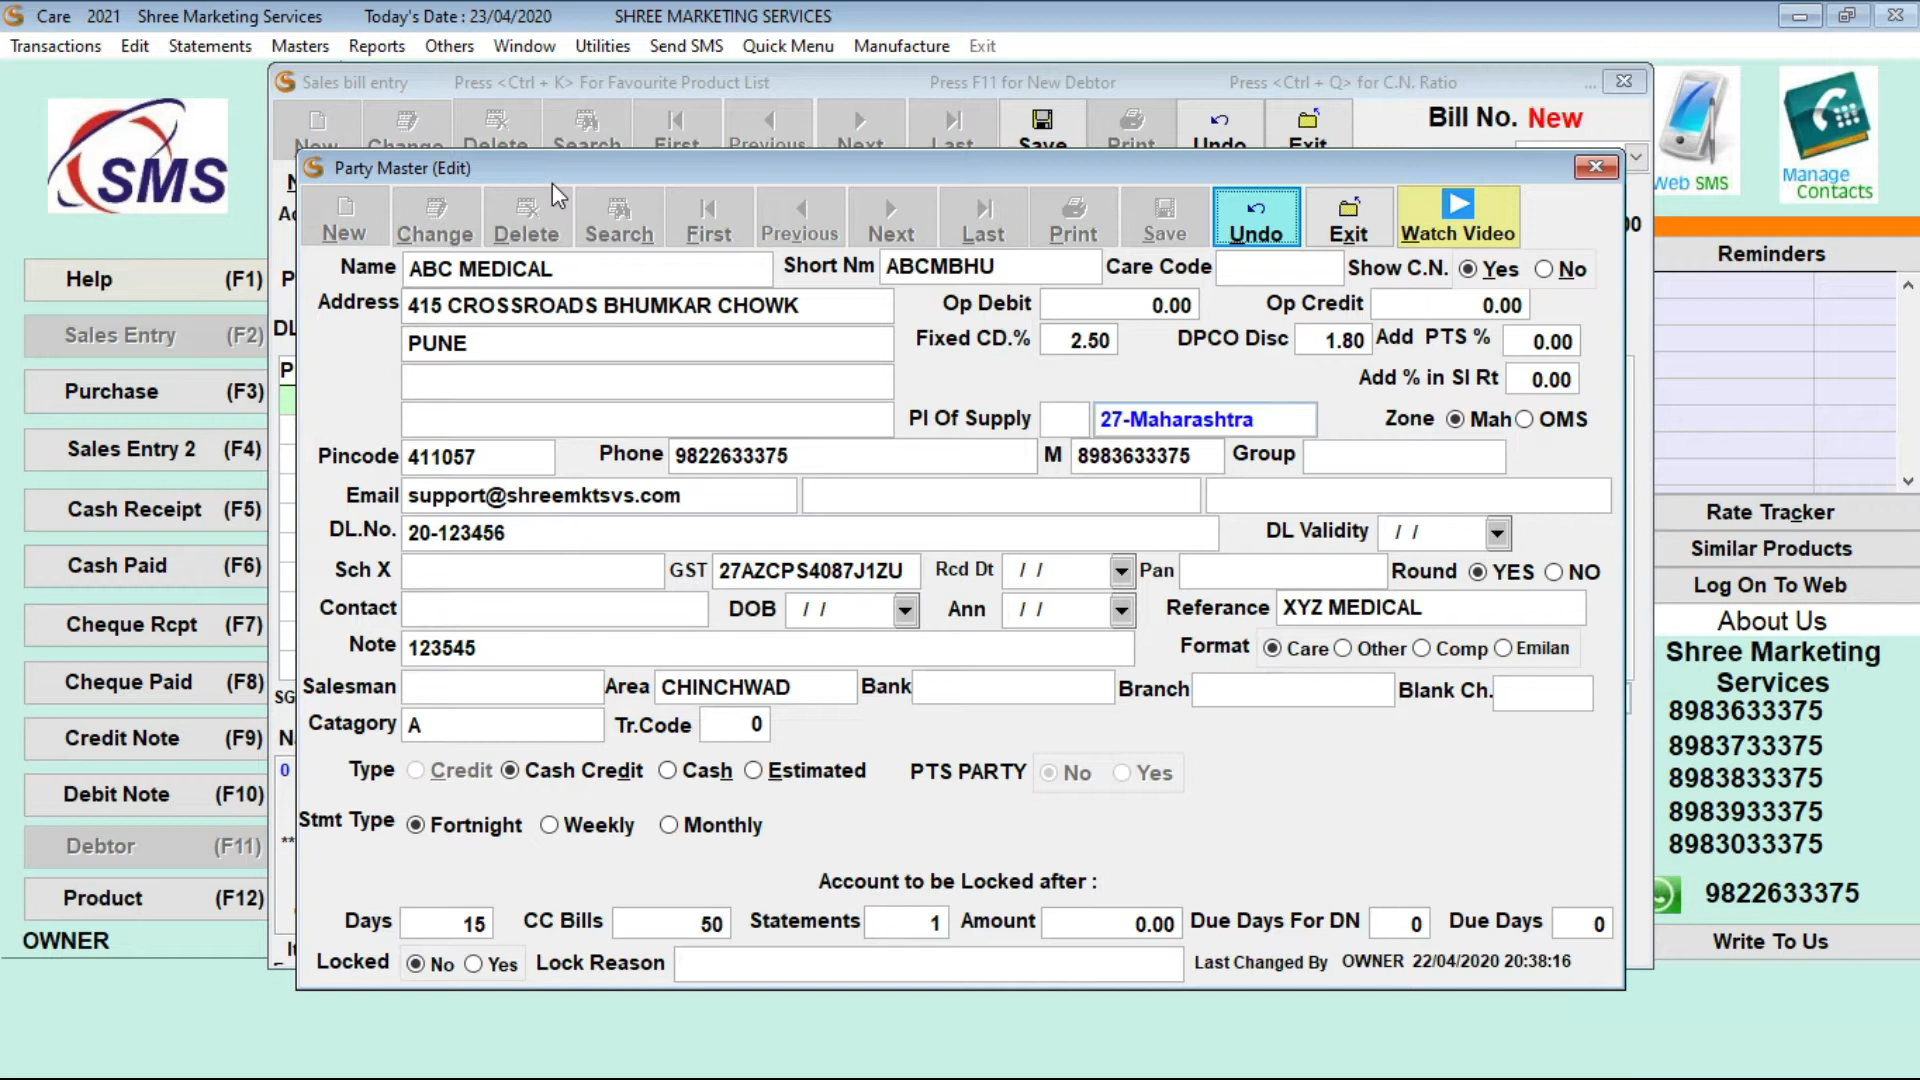 Care 2021 Shree Marketing Services Today's Date : 23/04/2020 SHREE MARKETING SERVICES
Transactions Edit Statements Masters Reports Others Window Utilities Send SMS Quick Menu Manufacture Exit
Sales bill entry Press <Ctrl + K> For Favourite Product List Press F11 for New Debtor Press <Ctrl + Q> for C.N. Ratio ...
New Change Delete Search First Previous Next Last Save Print Undo Exit Bill No. New
SMS
Web SMS
Manage Contacts
Party Master (Edit)
New Change Delete Search First Previous Next Last Print Save Undo Exit Watch Video
Name ABC MEDICAL Short Nm ABCMBHU Care Code Show C.N. Yes No
Address 415 CROSSROADS BHUMKAR CHOWK Op Debit 0.00 Op Credit 0.00
PUNE Fixed CD.% 2.50 DPCO Disc 1.80 Add PTS % 0.00
Add % in Sl Rt 0.00
Pl Of Supply 27-Maharashtra Zone Mah OMS
Pincode 411057 Phone 9822633375 M 8983633375 Group
Email support@shreemktsvs.com
DL.No. 20-123456 DL Validity / /
Sch X GST 27AZCPS4087J1ZU Rcd Dt / / Pan Round YES NO
Contact DOB / / Ann / / Referance XYZ MEDICAL
Note 123545 Format Care Other Comp Emilan
Salesman Area CHINCHWAD Bank Branch Blank Ch.
Catagory A Tr.Code 0
Type Credit Cash Credit Cash Estimated PTS PARTY No Yes
Stmt Type Fortnight Weekly Monthly
Account to be Locked after :
Days 15 CC Bills 50 Statements 1 Amount 0.00 Due Days For DN 0 Due Days 0
Locked No Yes Lock Reason Last Changed By OWNER 22/04/2020 20:38:16
Help (F1)
Sales Entry (F2)
Purchase (F3)
Sales Entry 2 (F4)
Cash Receipt (F5)
Cash Paid (F6)
Cheque Rcpt (F7)
Cheque Paid (F8)
Credit Note (F9)
Debit Note (F10)
Debtor (F11)
Product (F12)
OWNER
Reminders
Rate Tracker
Similar Products
Log On To Web
About Us
Shree Marketing
Services
8983633375
8983733375
8983833375
8983933375
8983033375
9822633375
Write To Us